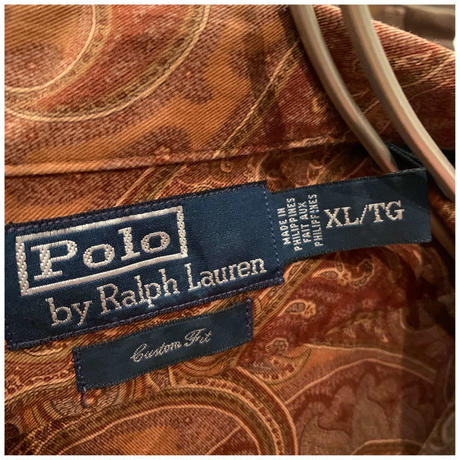 Polo
by Ralph Lauren
MADE IN
PHILIPPINES
FAIT AUX
PHILIPPINES
XL/TG
Custom Fit